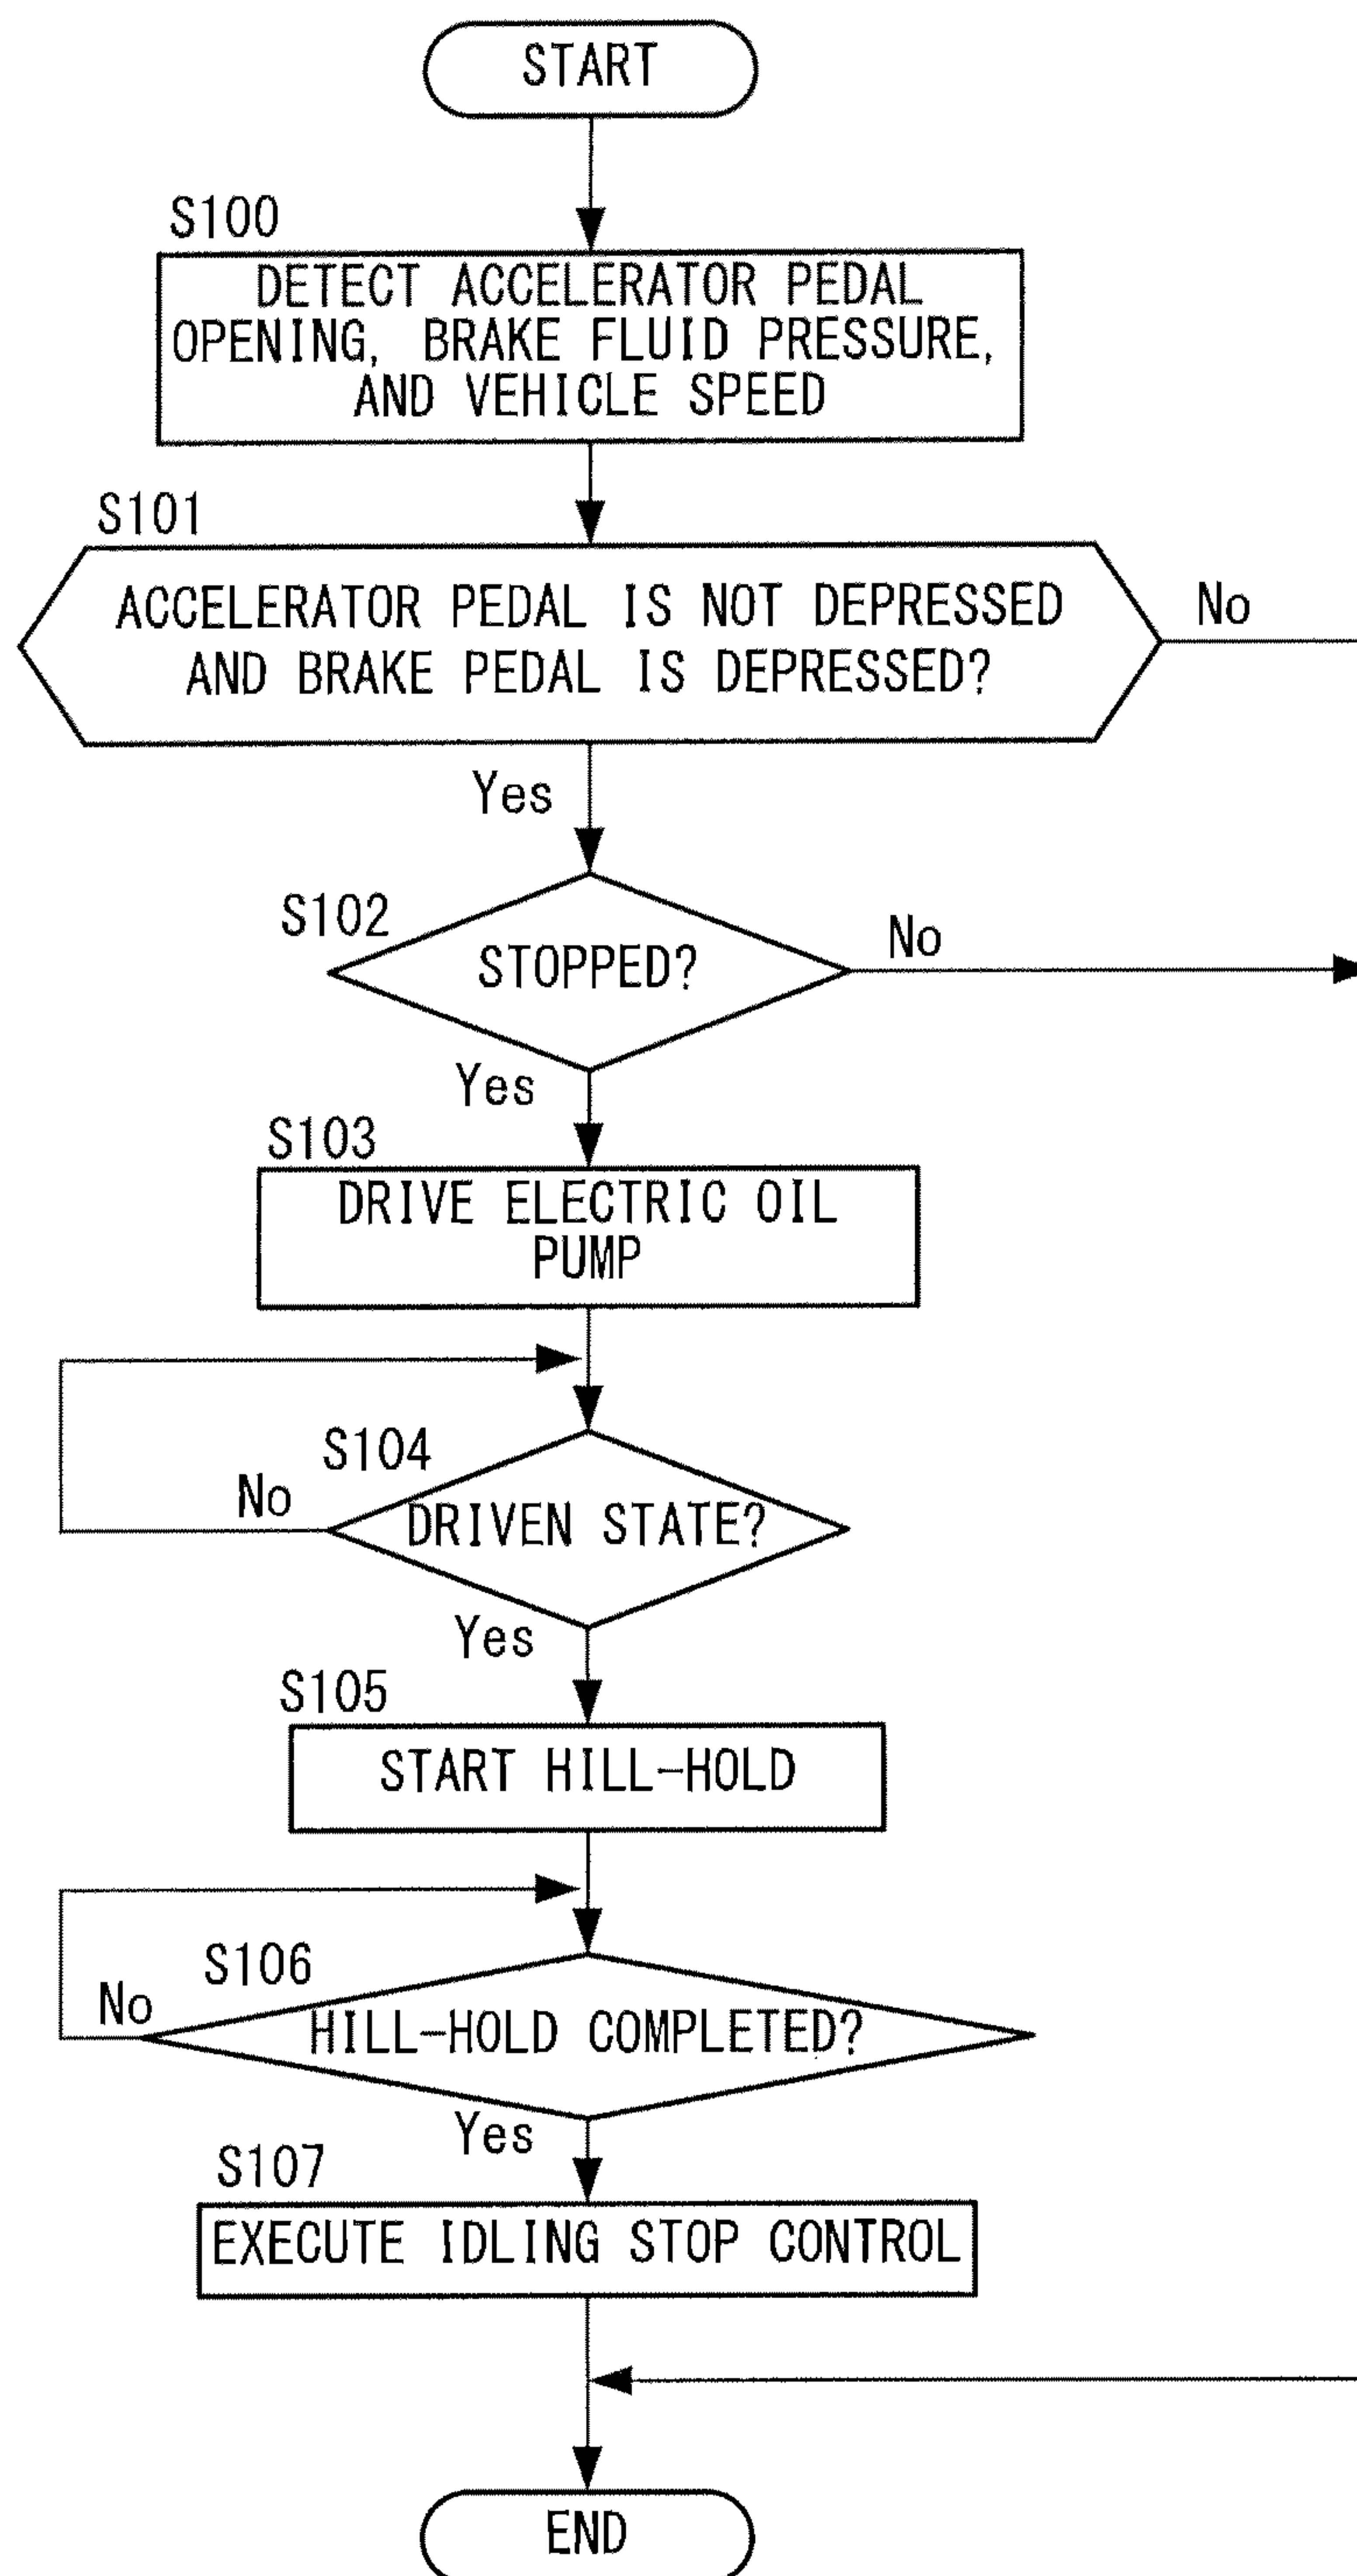 START
S100
DETECT ACCELERATOR PEDAL
OPENING, BRAKE FLUID PRESSURE,
AND VEHICLE SPEED
S101
ACCELERATOR PEDAL IS NOT DEPRESSED
AND BRAKE PEDAL IS DEPRESSED?
No
Yes
S102
STOPPED?
No
Yes
S103
DRIVE ELECTRIC OIL
PUMP
S104
DRIVEN STATE?
No
Yes
S105
START HILL-HOLD
S106
No
HILL-HOLD COMPLETED?
Yes
S107
EXECUTE IDLING STOP CONTROL
END